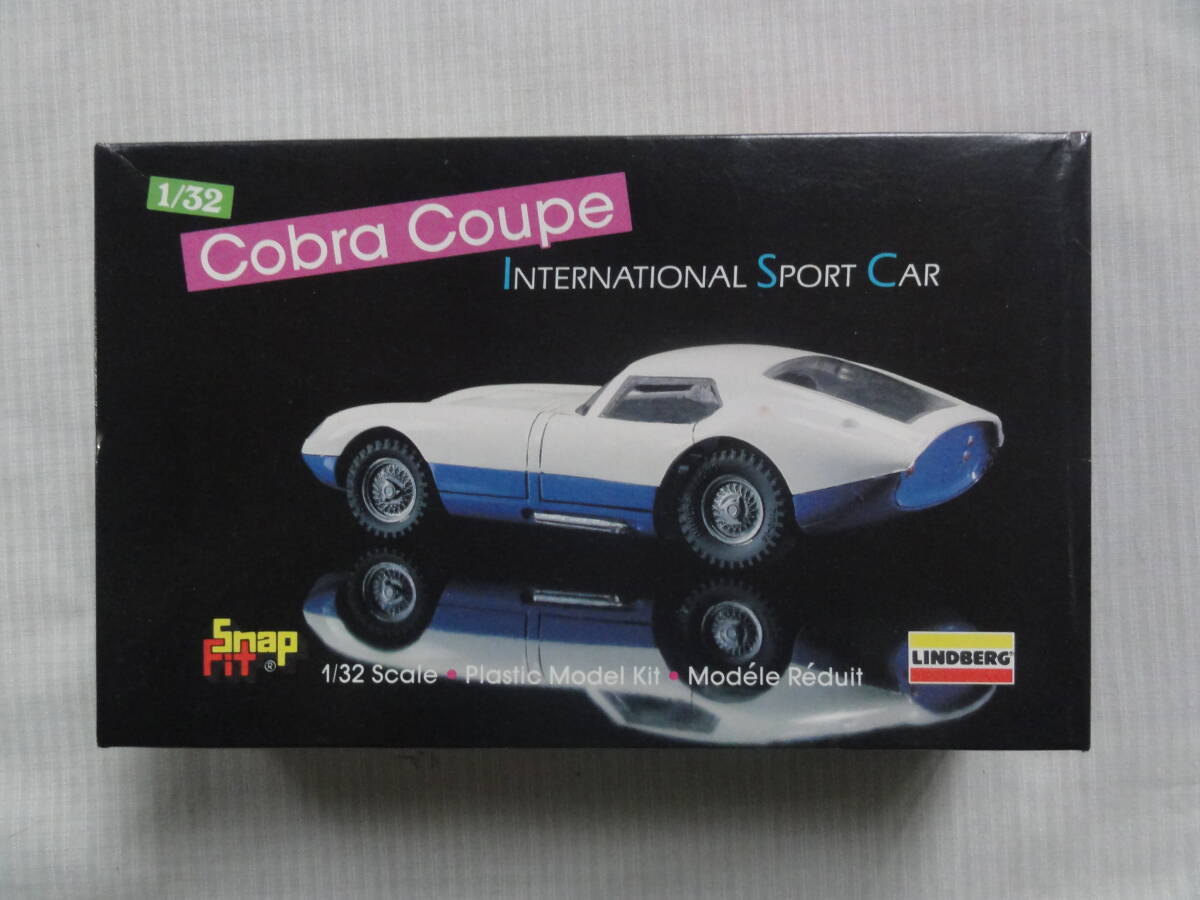 1/32
Cobra Coupe
INTERNATIONAL SPORT CAR
Snap
Fit ®
1/32 Scale • Plastic Model Kit • Modéle Réduit
LINDBERG®